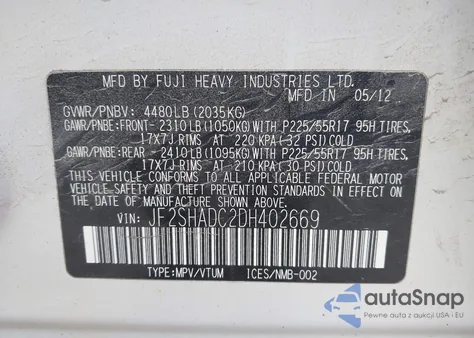 MFD BY FUJI HEAVY INDUSTRIES LTD.
MFD IN 05/12
GVWR/PNBV: 4480LB (2035KG)
GAWR/PNBE:FRONT- 2310LB(1050KG)WITH P225/55R17 95H TIRES,
17X7J RIMS AT 220 KPA(32 PSI)COLD
GAWR/PNBE:REAR - 2410LB(1095KG)WITH P225/55R17 95H TIRES,
17X7J RIMS AT 210 KPA(30 PSI)COLD
THIS VEHICLE CONFORMS TO ALL APPLICABLE
FEDERAL MOTOR VEHICLE SAFETY, BUMPER,
AND THEFT PREVENTION STANDARDS IN EFFECT
ON THE DATE OF MANUFACTURE SHOWN ABOVE.
VIN: JF2SHADC2DH402669
TYPE:MPV/VTUM ICES/NMB-002
autoSnap
Pewne auta z aukcji USA i EU